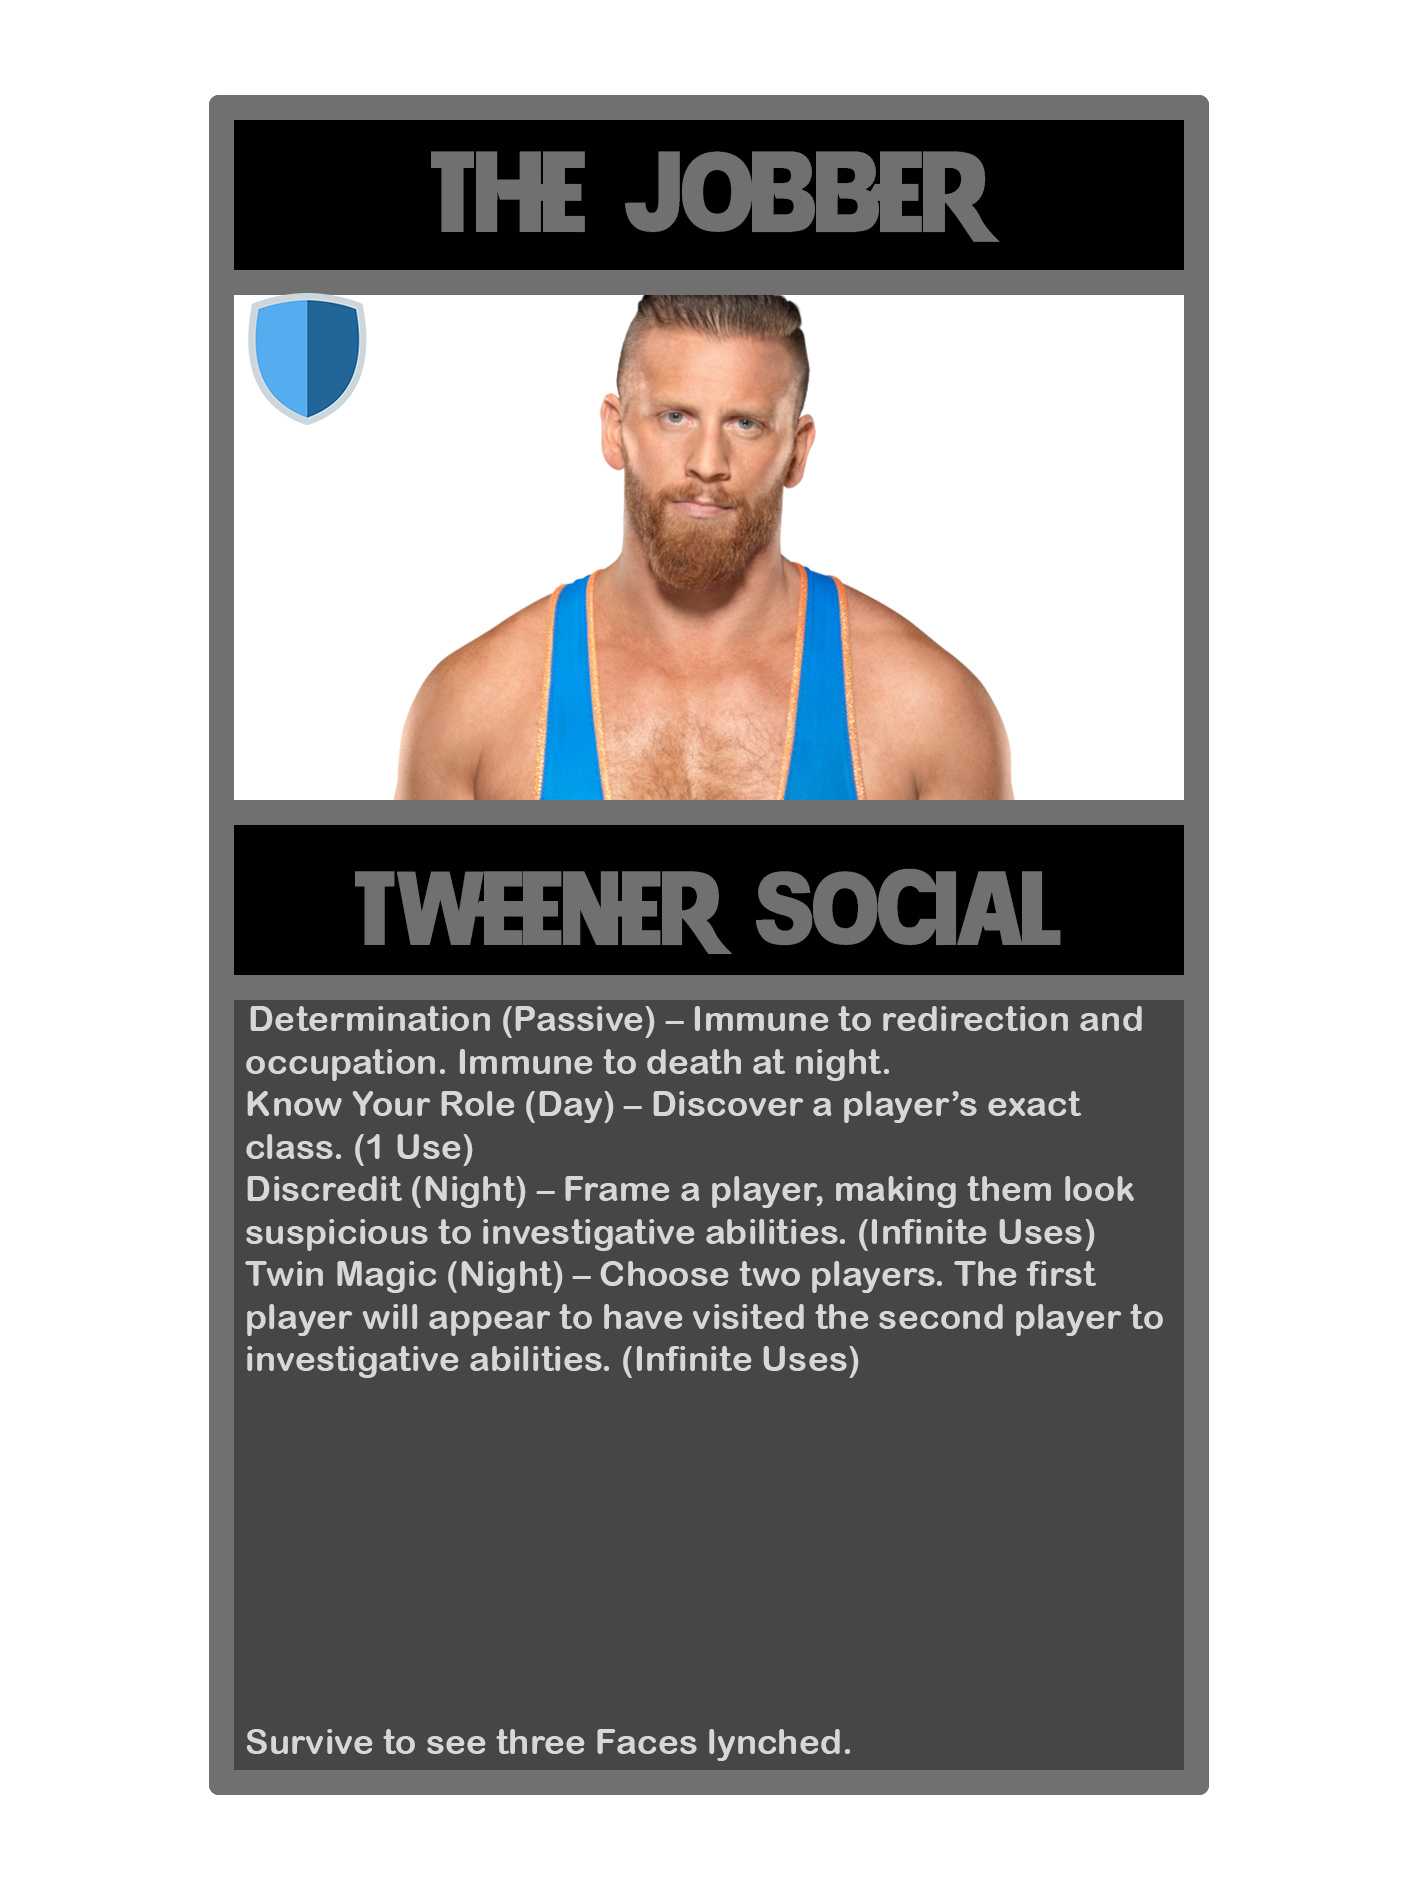 THE JOBBER
TWEENER SOCIAL
Determination (Passive) – Immune to redirection and
occupation. Immune to death at night.
Know Your Role (Day) – Discover a player’s exact
class. (1 Use)
Discredit (Night) – Frame a player, making them look
suspicious to investigative abilities. (Infinite Uses)
Twin Magic (Night) – Choose two players. The first
player will appear to have visited the second player to
investigative abilities. (Infinite Uses)
Survive to see three Faces lynched.